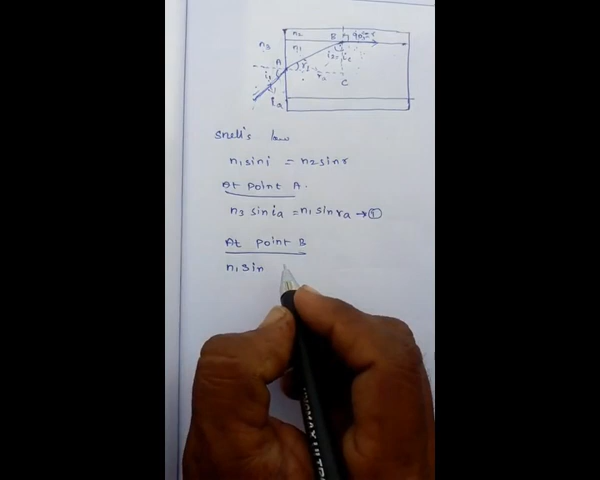 n2
B
n3
n1
A
C
ia
Snell's law
n1 sin i = n2 sin r
At point A.
n3 sin ia = n1 sin ra → ①
At point B
n1 sin